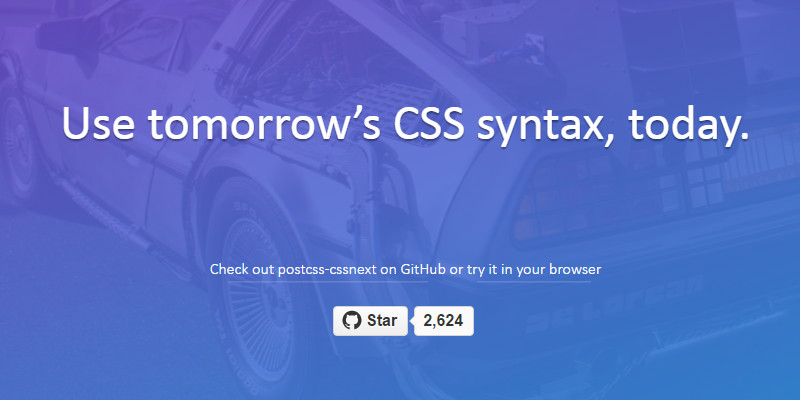 Use tomorrow’s CSS syntax, today.
Check out postcss-cssnext on GitHub or try it in your browser
Star 2,624